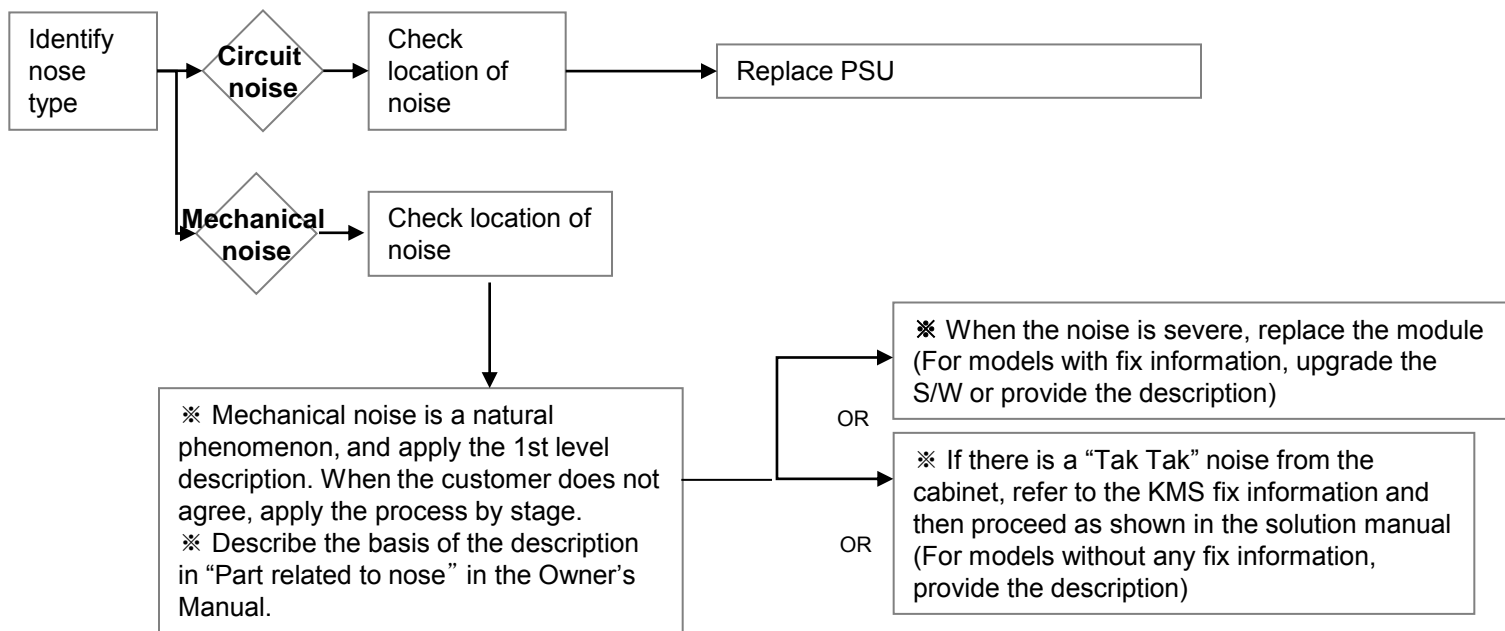 Identify
nose
type
Circuit
noise
Check
location of
noise
Replace PSU
Mechanical
noise
Check location of
noise
※ Mechanical noise is a natural
phenomenon, and apply the 1st level
description. When the customer does not
agree, apply the process by stage.
※ Describe the basis of the description
in “Part related to nose” in the Owner’s
Manual.
※ When the noise is severe, replace the module
(For models with fix information, upgrade the
S/W or provide the description)
OR
※ If there is a “Tak Tak” noise from the
cabinet, refer to the KMS fix information and
then proceed as shown in the solution manual
(For models without any fix information,
provide the description)
OR